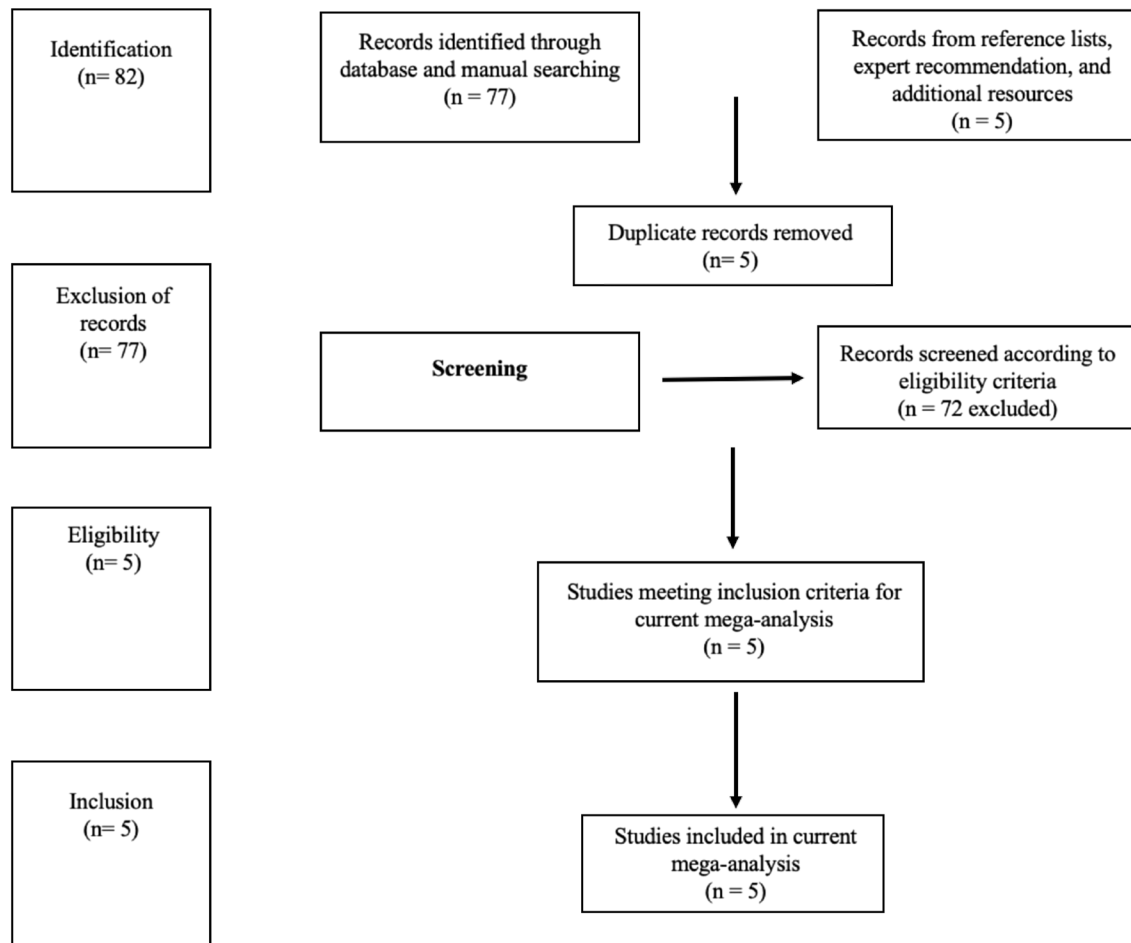 Identification
(n= 82)
Records identified through
database and manual searching
(n = 77)
Records from reference lists,
expert recommendation, and
additional resources
(n = 5)
Duplicate records removed
(n= 5)
Exclusion of
records
(n= 77)
Screening
Records screened according to
eligibility criteria
(n = 72 excluded)
Eligibility
(n= 5)
Studies meeting inclusion criteria for
current mega-analysis
(n = 5)
Inclusion
(n= 5)
Studies included in current
mega-analysis
(n = 5)